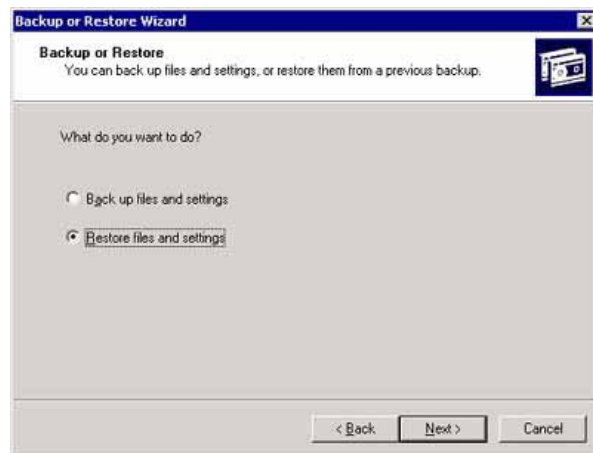 Backup or Restore Wizard
Backup or Restore
You can back up files and settings, or restore them from a previous backup.
What do you want to do?
Back up files and settings
Restore files and settings
< Back
Next >
Cancel